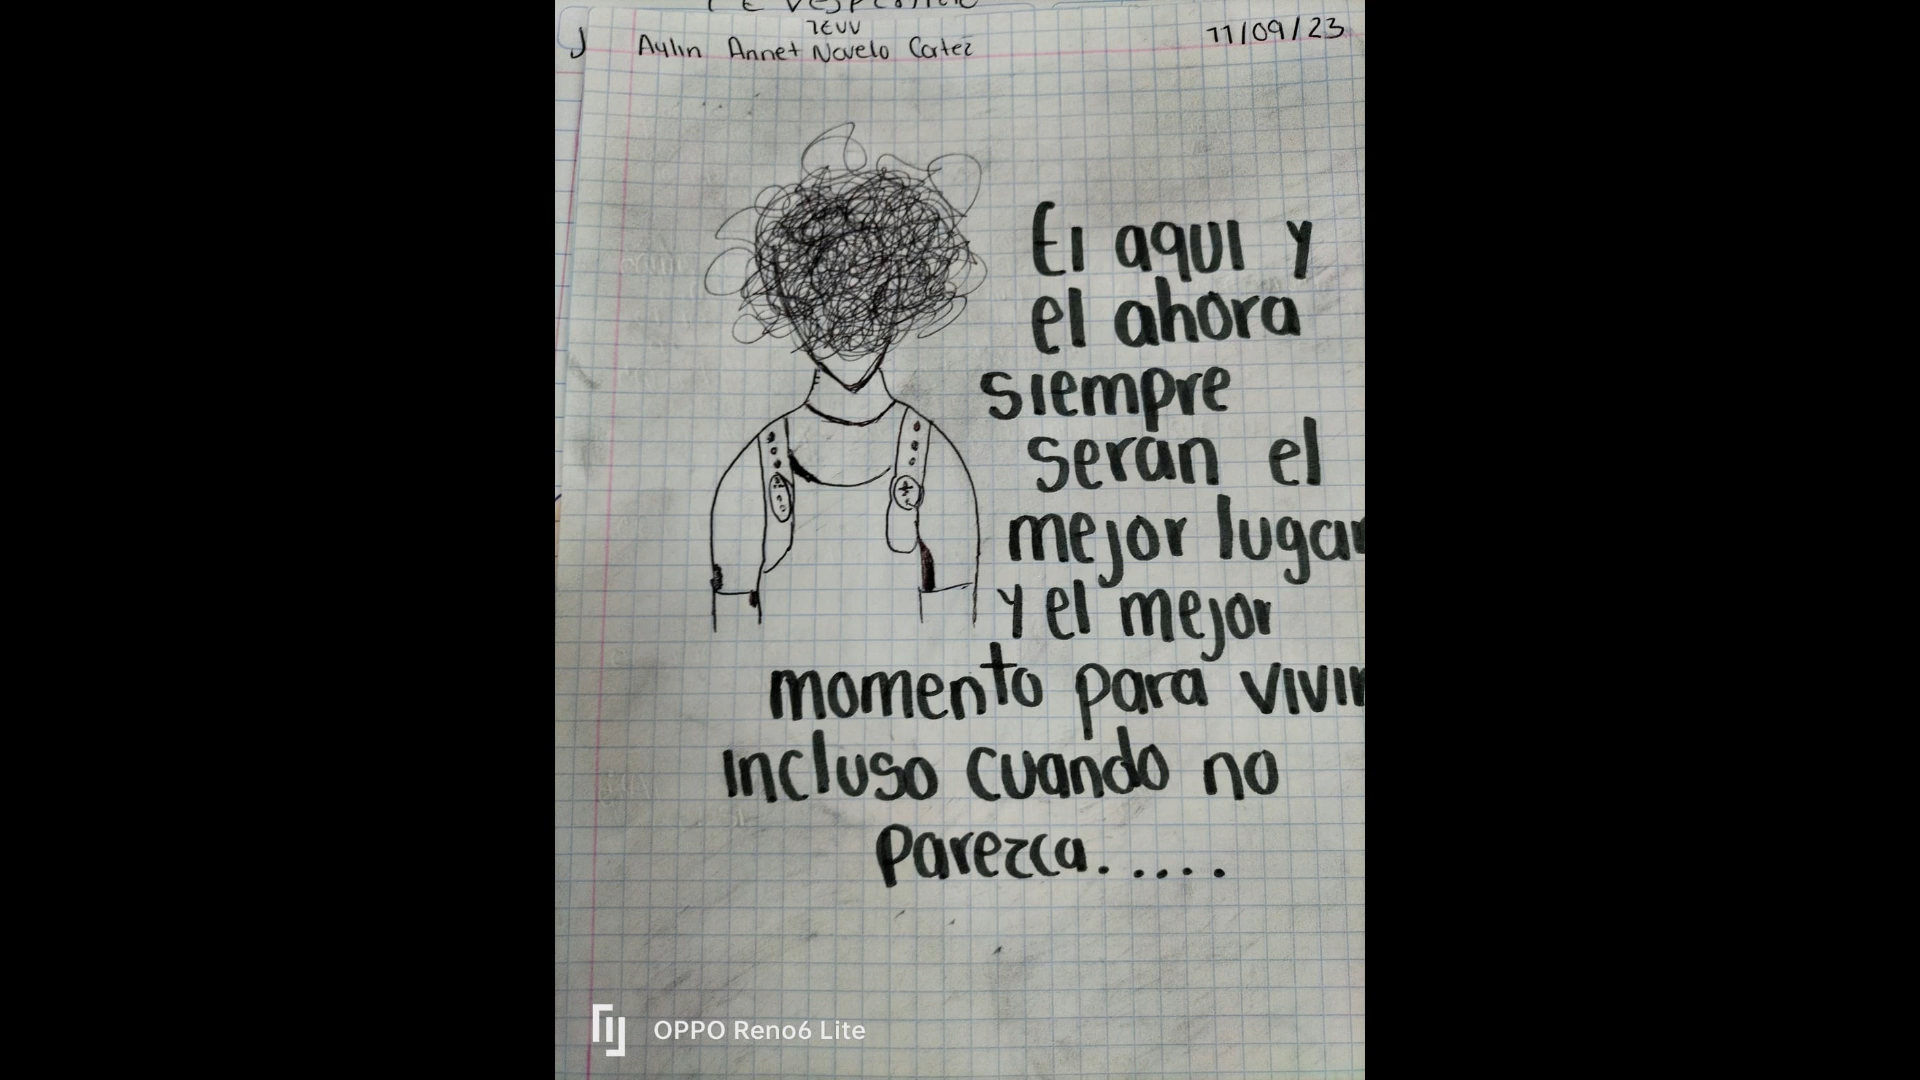 7EVV
Aylin Annet Novelo Cortez
11/09/23
El aqui y
el ahora
siempre
seran el
mejor lugar
y el mejor
momento para vivir
incluso cuando no
parezca.....
OPPO Reno6 Lite